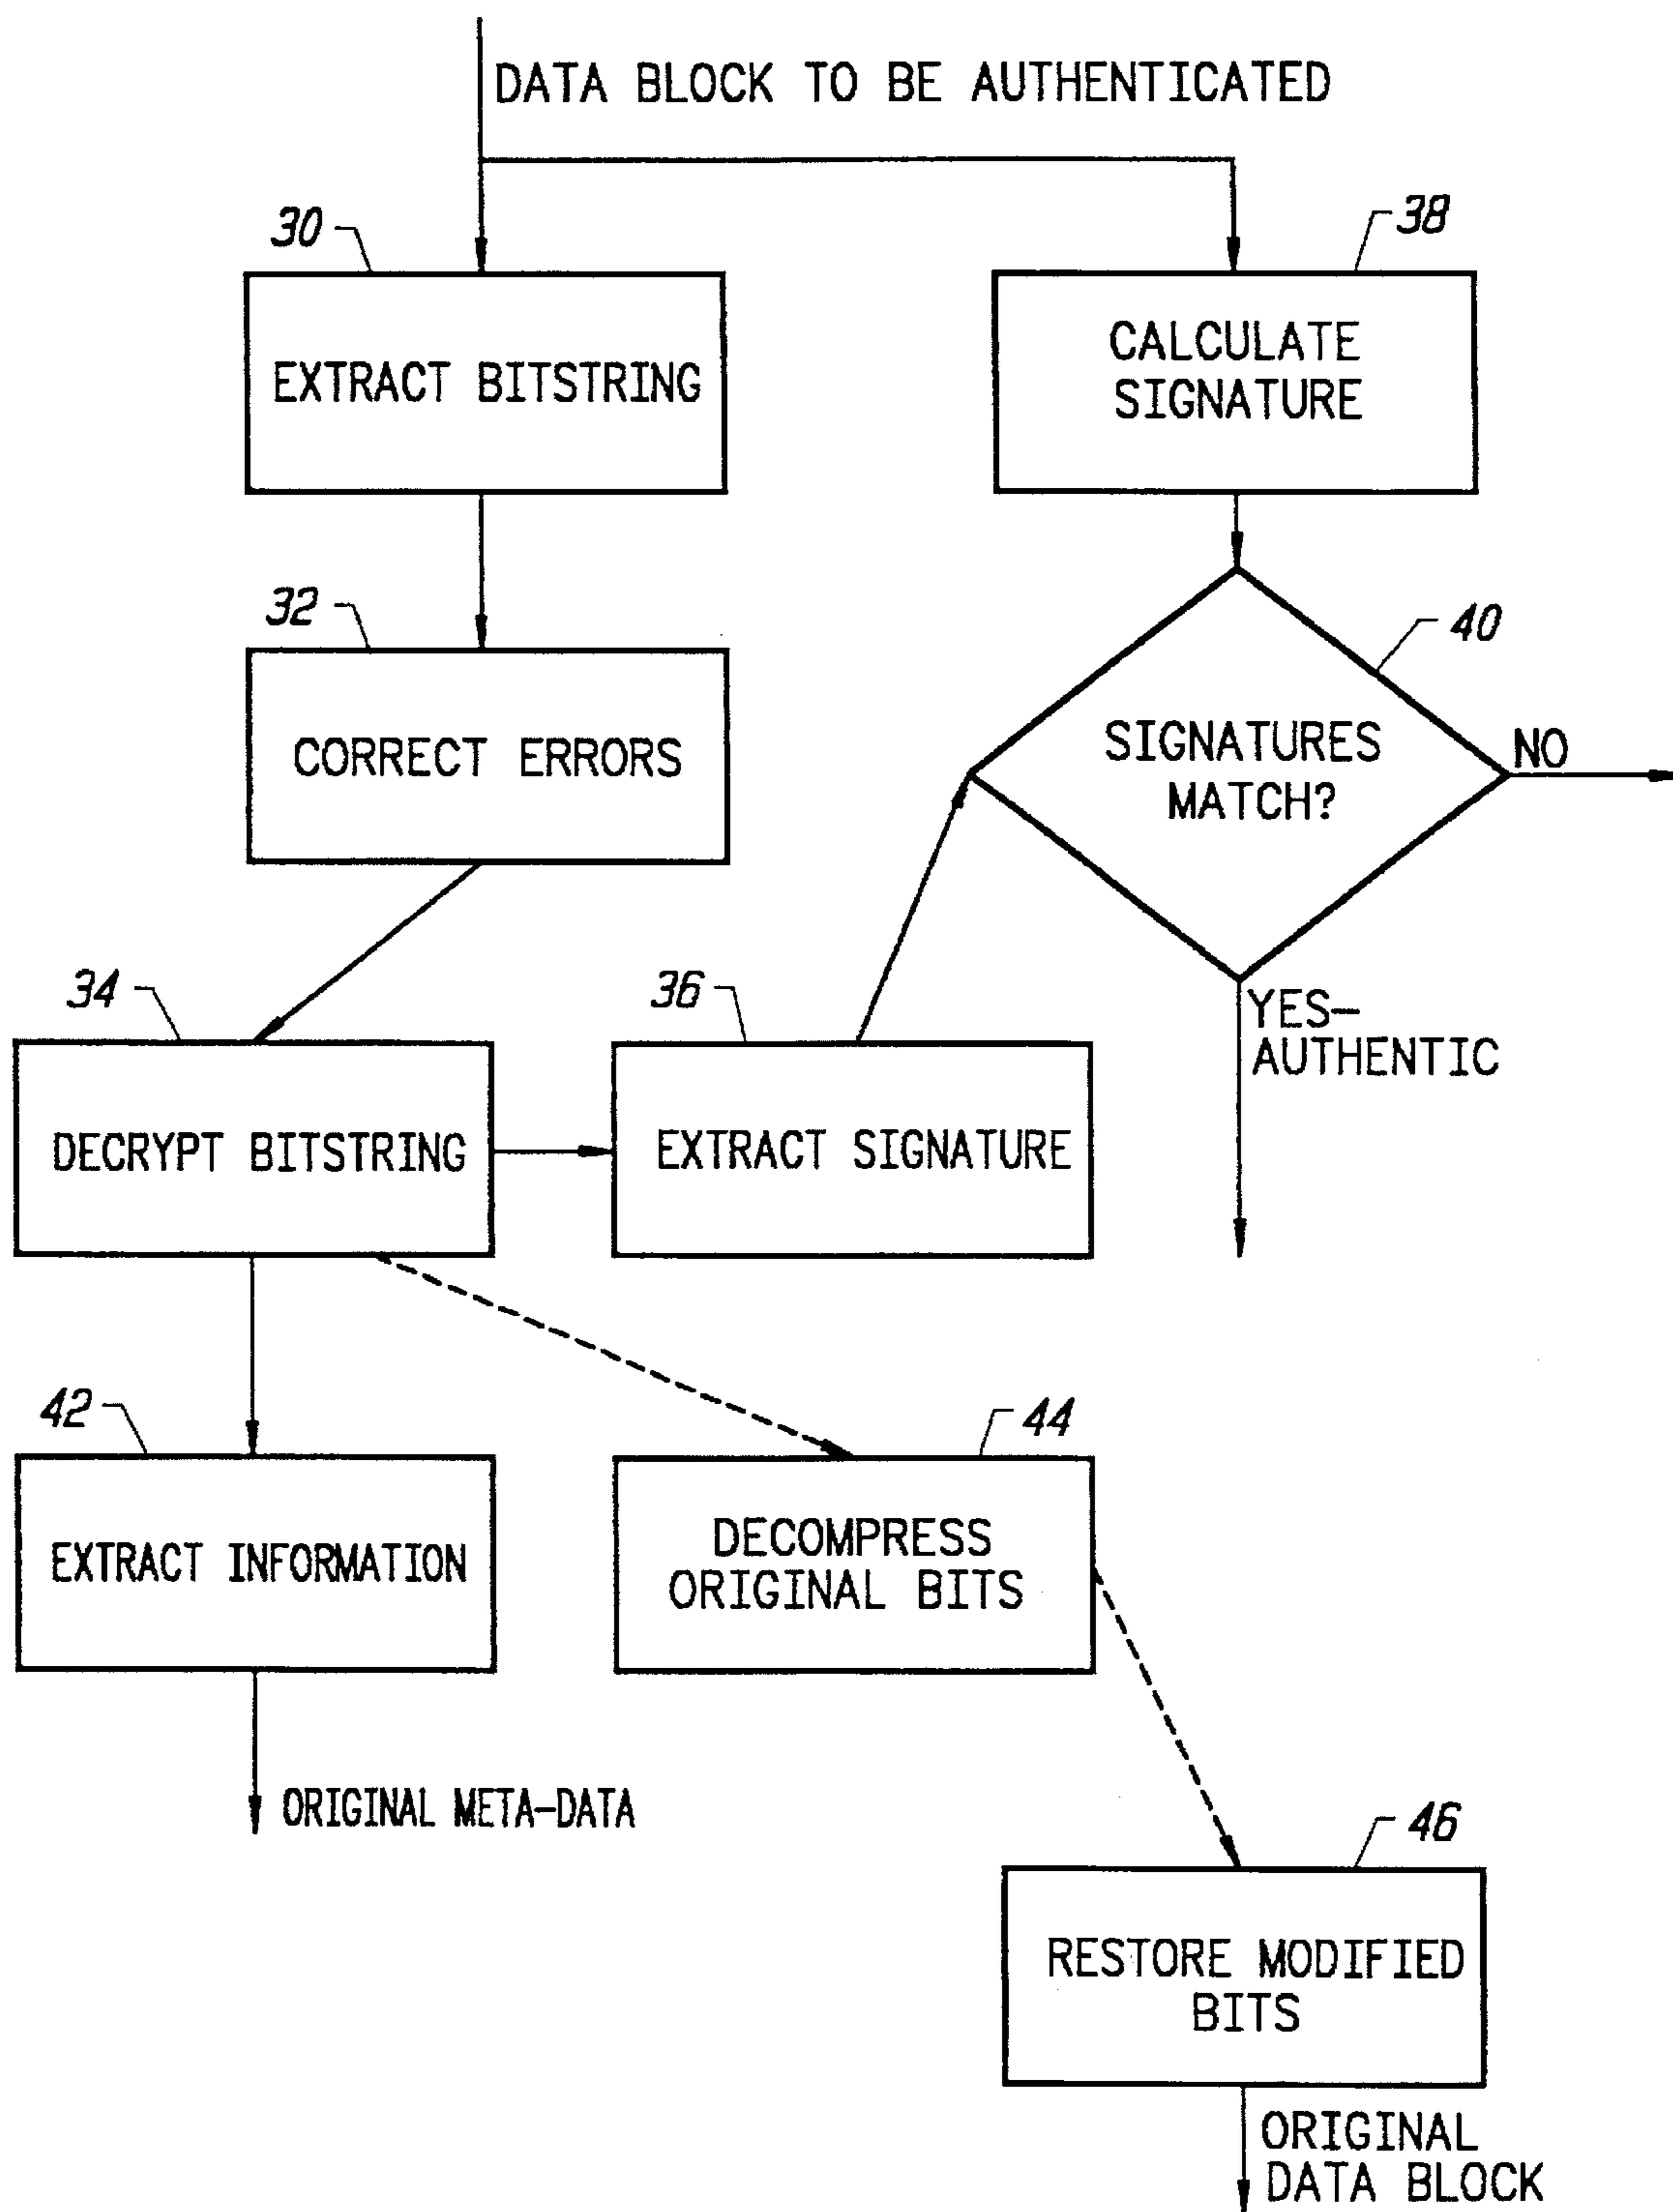 DATA BLOCK TO BE AUTHENTICATED
30
38
EXTRACT BITSTRING
CALCULATE
SIGNATURE
32
40
CORRECT ERRORS
SIGNATURES
MATCH?
NO
34
36
YES-
AUTHENTIC
DECRYPT BITSTRING
EXTRACT SIGNATURE
42
44
EXTRACT INFORMATION
DECOMPRESS
ORIGINAL BITS
ORIGINAL META-DATA
46
RESTORE MODIFIED
BITS
ORIGINAL
DATA BLOCK